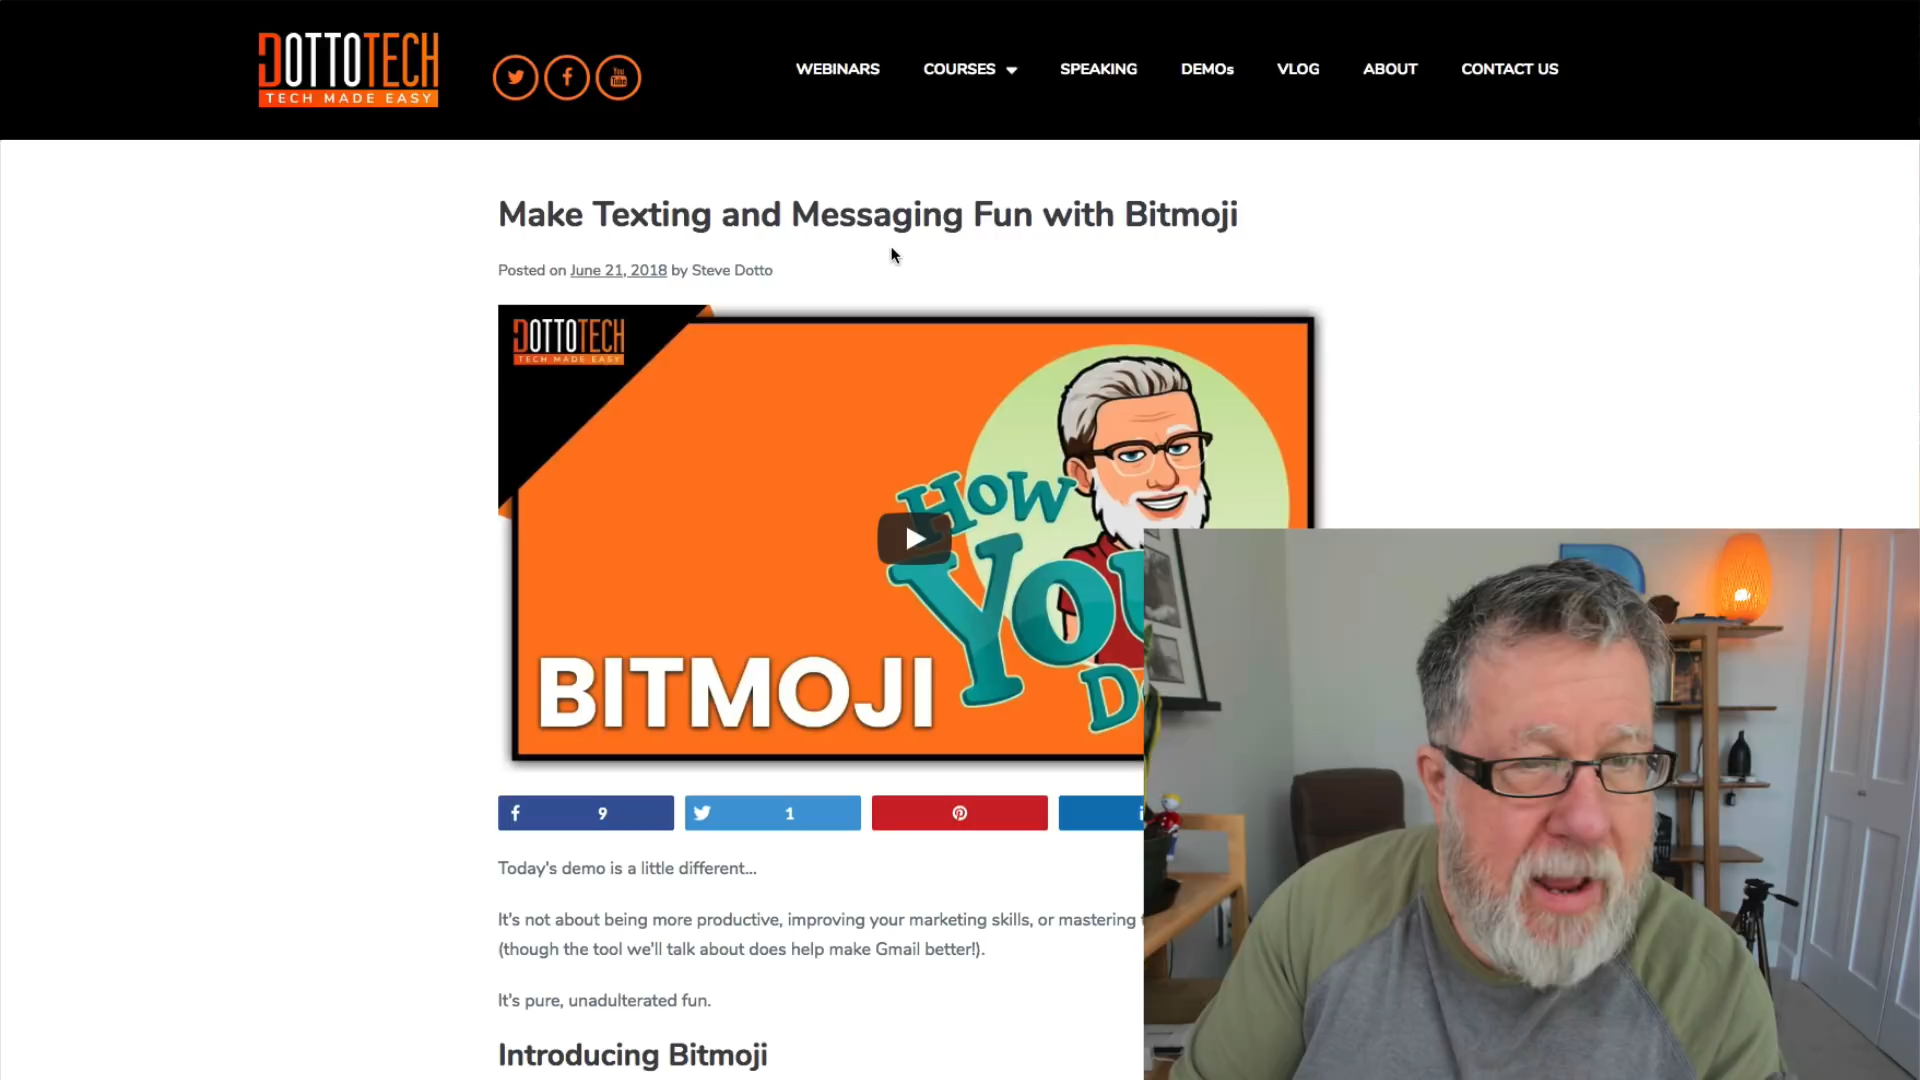 DOTTOTECH
TECH MADE EASY
You
Tube
WEBINARS
COURSES
SPEAKING
DEMOs
VLOG
ABOUT
CONTACT US
Make Texting and Messaging Fun with Bitmoji
Posted on June 21, 2018 by Steve Dotto
DOTTOTECH
TECH MADE EASY
HOW
YOU
BITMOJI
9
1
Today's demo is a little different...
It's not about being more productive, improving your marketing skills, or mastering
(though the tool we'll talk about does help make Gmail better!).
It's pure, unadulterated fun.
Introducing Bitmoji